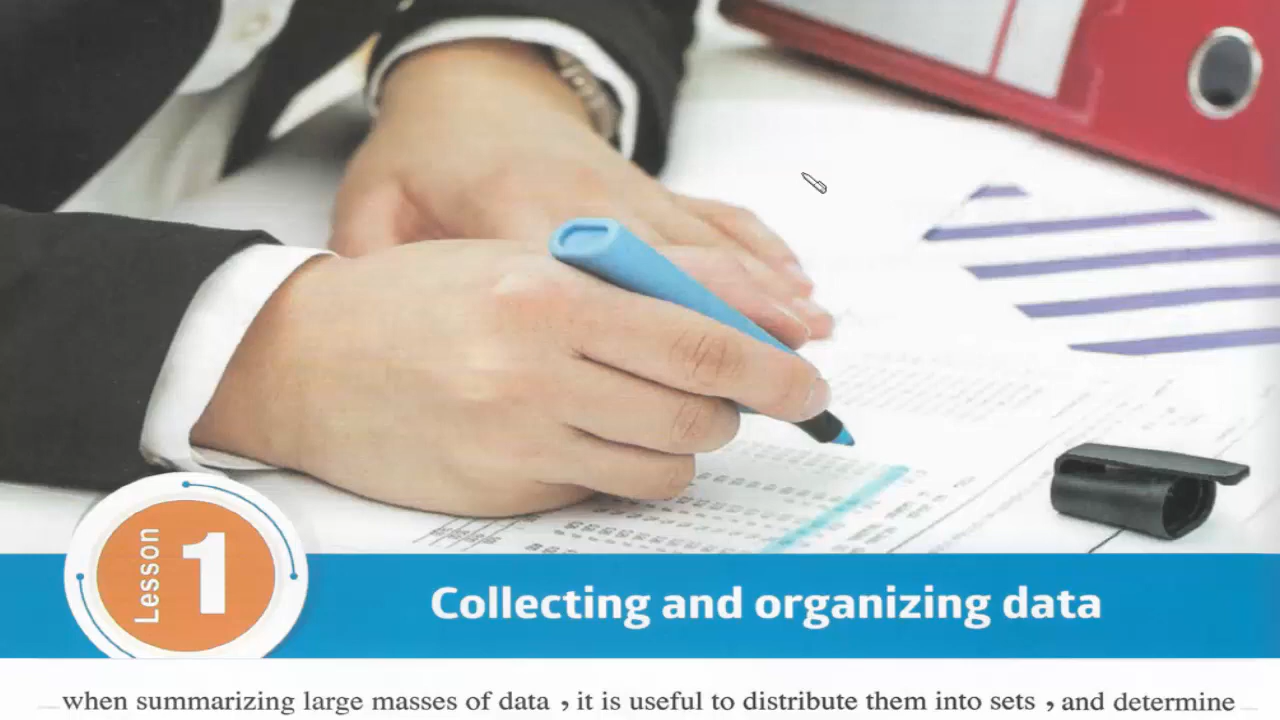 Lesson
1
Collecting and organizing data
when summarizing large masses of data , it is useful to distribute them into sets , and determine